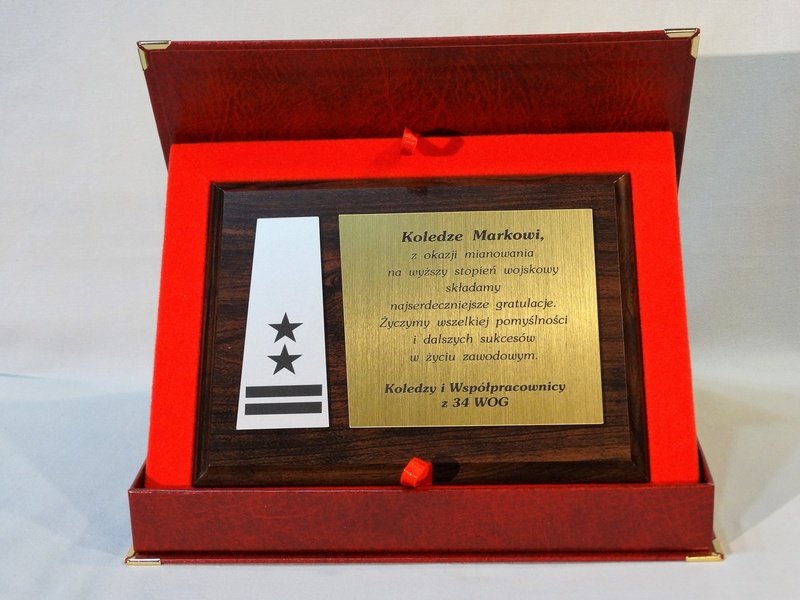 Koledze Markowi,
z okazji mianowania
na wyższy stopień wojskowy
składamy
najserdeczniejsze gratulacje.
Życzymy wszelkiej pomyślności
i dalszych sukcesów
w życiu zawodowym.
Koledzy i Współpracownicy
z 34 WOG